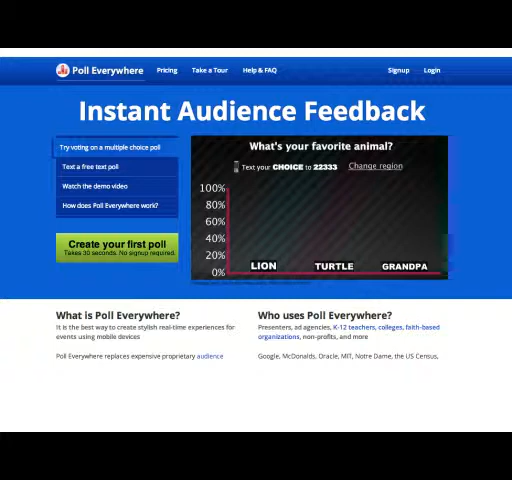 Poll Everywhere Pricing Take a Tour Help & FAQ Signup Login
Instant Audience Feedback
Try voting on a multiple choice poll
Text a free text poll
Watch the demo video
How does Poll Everywhere work?
Create your first poll
Takes 30 seconds. No signup required.
What's your favorite animal?
Text your CHOICE to 22333 Change region
100%
80%
60%
40%
20%
0%
LION TURTLE GRANDPA
What is Poll Everywhere?
It is the best way to create stylish real-time experiences for
events using mobile devices
Poll Everywhere replaces expensive proprietary audience
Who uses Poll Everywhere?
Presenters, ad agencies, K-12 teachers, colleges, faith-based
organizations, non-profits, and more
Google, McDonalds, Oracle, MIT, Notre Dame, the US Census,